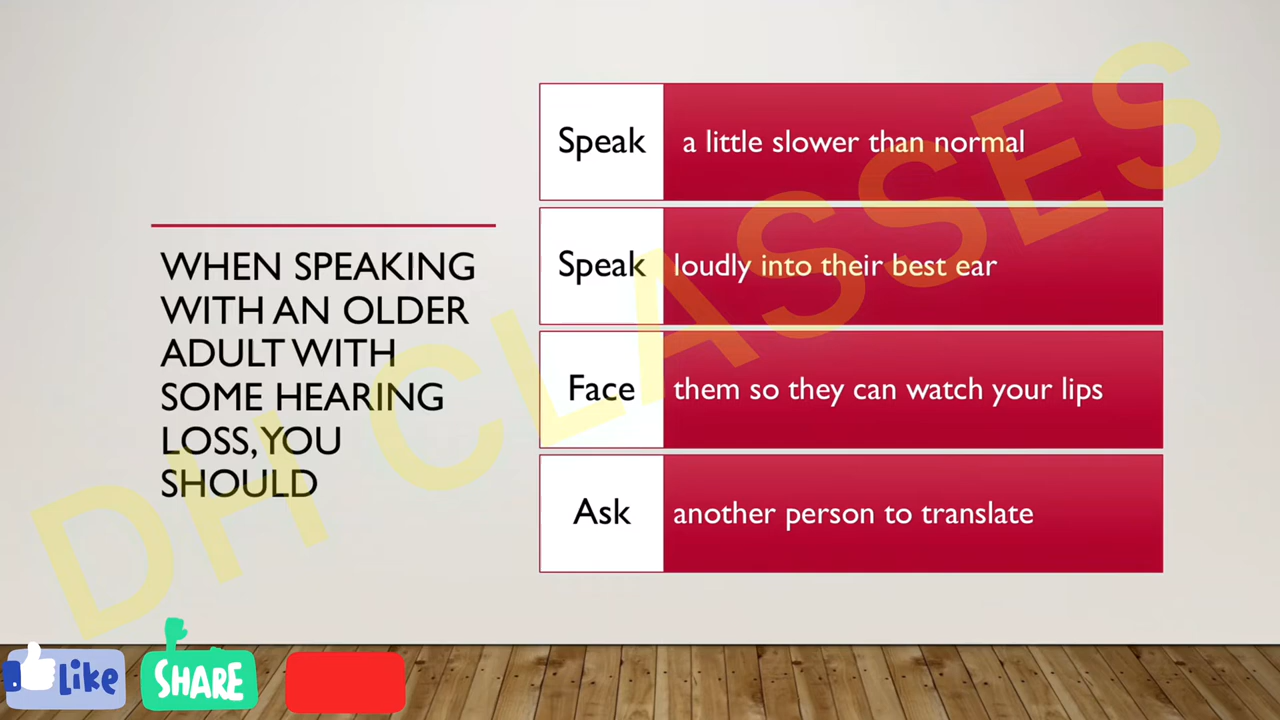 WHEN SPEAKING
WITH AN OLDER
ADULT WITH
SOME HEARING
LOSS, YOU
SHOULD
Speak a little slower than normal
Speak loudly into their best ear
Face them so they can watch your lips
Ask another person to translate
DH CLASSES
Like
SHARE